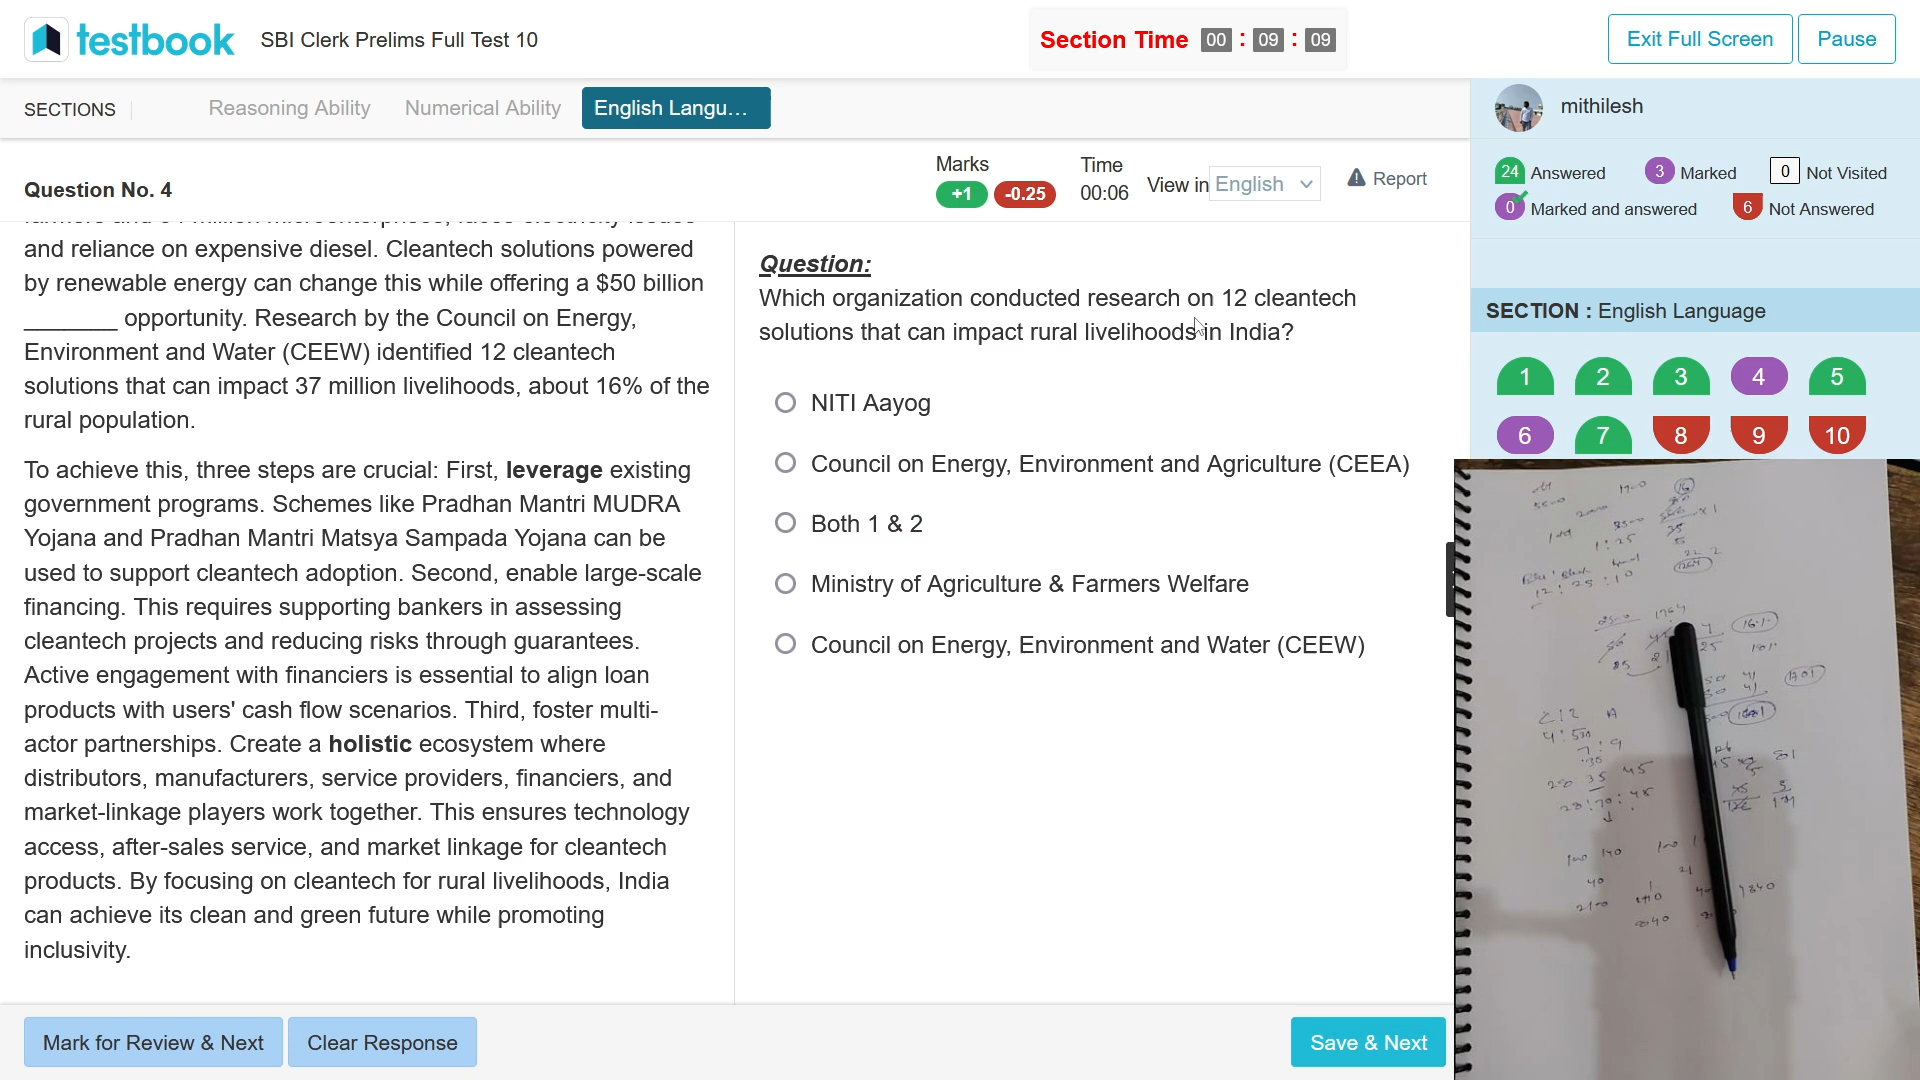 testbook
SBI Clerk Prelims Full Test 10
Section Time 00 : 09 : 09
Exit Full Screen
Pause
SECTIONS
Reasoning Ability
Numerical Ability
English Langu...
mithilesh
Question No. 4
Marks
+1
-0.25
Time
00:06
View in
English
Report
24 Answered
3 Marked
0 Not Visited
0 Marked and answered
6 Not Answered
and reliance on expensive diesel. Cleantech solutions powered
by renewable energy can change this while offering a $50 billion
_______ opportunity. Research by the Council on Energy,
Environment and Water (CEEW) identified 12 cleantech
solutions that can impact 37 million livelihoods, about 16% of the
rural population.
To achieve this, three steps are crucial: First, leverage existing
government programs. Schemes like Pradhan Mantri MUDRA
Yojana and Pradhan Mantri Matsya Sampada Yojana can be
used to support cleantech adoption. Second, enable large-scale
financing. This requires supporting bankers in assessing
cleantech projects and reducing risks through guarantees.
Active engagement with financiers is essential to align loan
products with users' cash flow scenarios. Third, foster multi-
actor partnerships. Create a holistic ecosystem where
distributors, manufacturers, service providers, financiers, and
market-linkage players work together. This ensures technology
access, after-sales service, and market linkage for cleantech
products. By focusing on cleantech for rural livelihoods, India
can achieve its clean and green future while promoting
inclusivity.
Question:
Which organization conducted research on 12 cleantech
solutions that can impact rural livelihoods in India?
NITI Aayog
Council on Energy, Environment and Agriculture (CEEA)
Both 1 & 2
Ministry of Agriculture & Farmers Welfare
Council on Energy, Environment and Water (CEEW)
SECTION : English Language
1 2 3 4 5
6 7 8 9 10
Mark for Review & Next
Clear Response
Save & Next